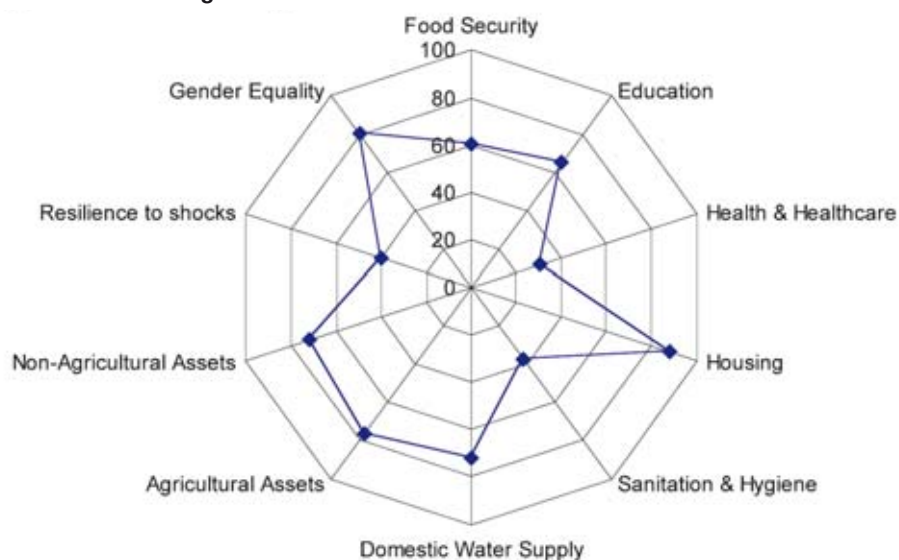 Food Security
100
Gender Equality
Education
80
60
Resilience to shocks
Health & Healthcare
40
20
0
Non-Agricultural Assets
Housing
Agricultural Assets
Sanitation & Hygiene
Domestic Water Supply